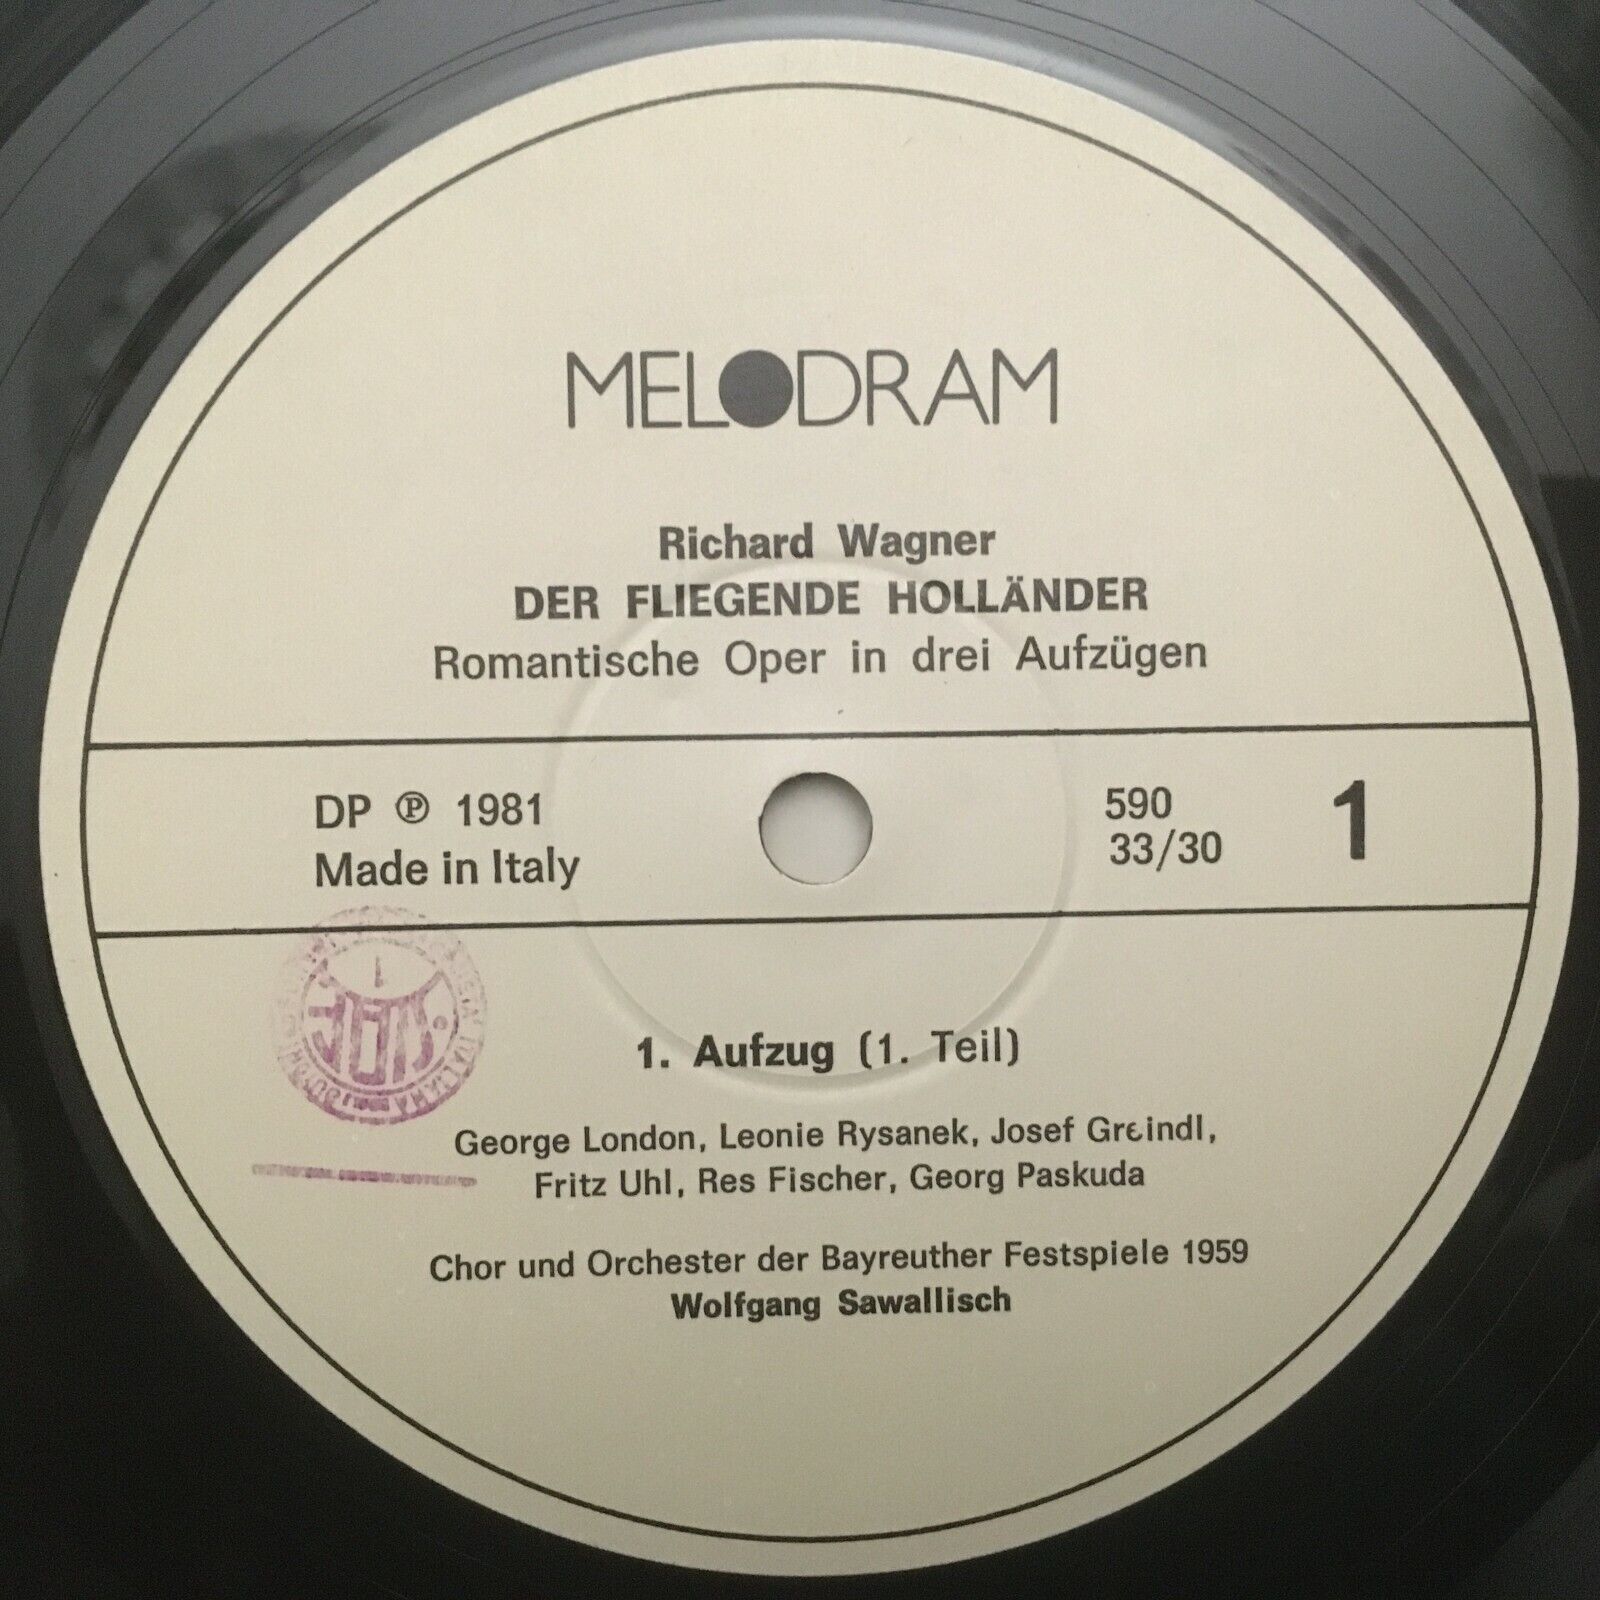 MELODRAM
Richard Wagner
DER FLIEGENDE HOLLÄNDER
Romantische Oper in drei Aufzügen
DP ℗ 1981
Made in Italy
590
33/30
1
1. Aufzug (1. Teil)
George London, Leonie Rysanek, Josef Greindl,
Fritz Uhl, Res Fischer, Georg Paskuda
Chor und Orchester der Bayreuther Festspiele 1959
Wolfgang Sawallisch